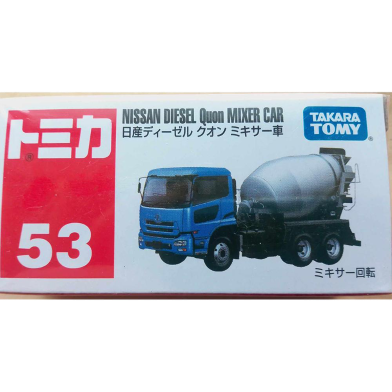 トミカ
53
NISSAN DIESEL Quon MIXER CAR
日産ディーゼル クオン ミキサー車
TAKARA
TOMY
ミキサー回転